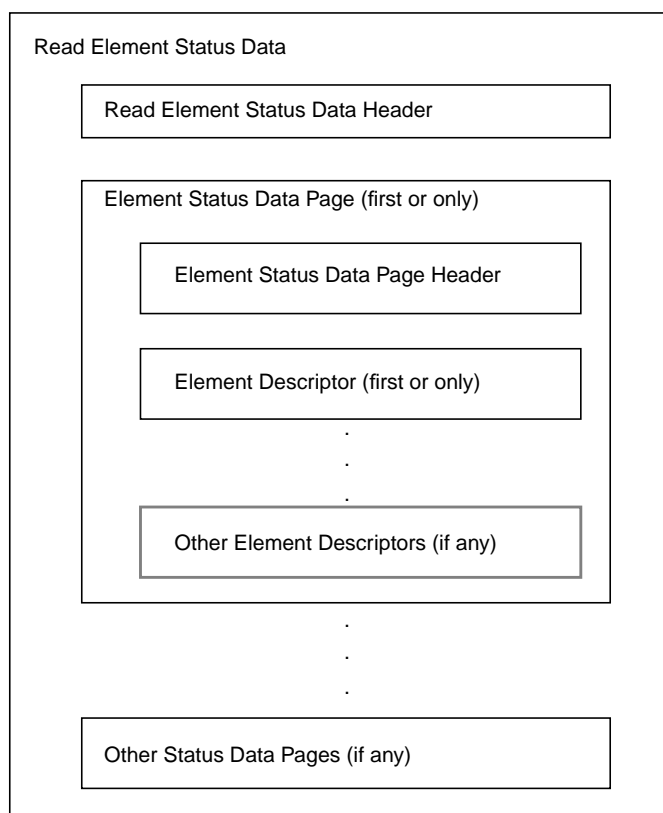 Read Element Status Data
Read Element Status Data Header
Element Status Data Page (first or only)
Element Status Data Page Header
Element Descriptor (first or only)
.
.
.
Other Element Descriptors (if any)
.
.
.
Other Status Data Pages (if any)